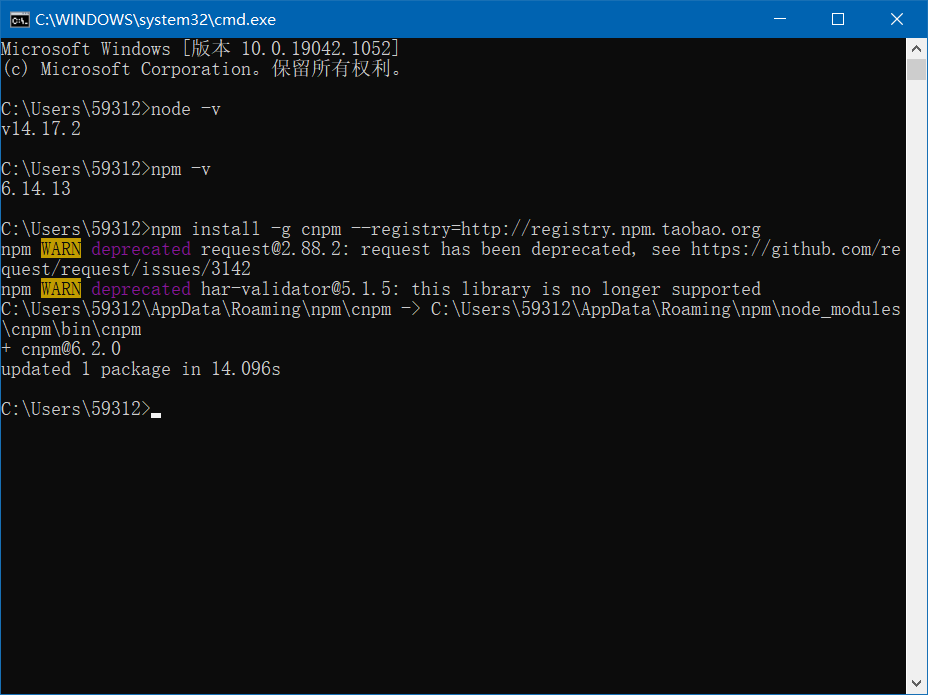 C:\WINDOWS\system32\cmd.exe
Microsoft Windows [版本 10.0.19042.1052]
(c) Microsoft Corporation。保留所有权利。
C:\Users\59312>node -v
v14.17.2
C:\Users\59312>npm -v
6.14.13
C:\Users\59312>npm install -g cnpm --registry=http://registry.npm.taobao.org
npm WARN deprecated request@2.88.2: request has been deprecated, see https://github.com/re
quest/request/issues/3142
npm WARN deprecated har-validator@5.1.5: this library is no longer supported
C:\Users\59312\AppData\Roaming\npm\cnpm -> C:\Users\59312\AppData\Roaming\npm\node_modules
\cnpm\bin\cnpm
+ cnpm@6.2.0
updated 1 package in 14.096s
C:\Users\59312>